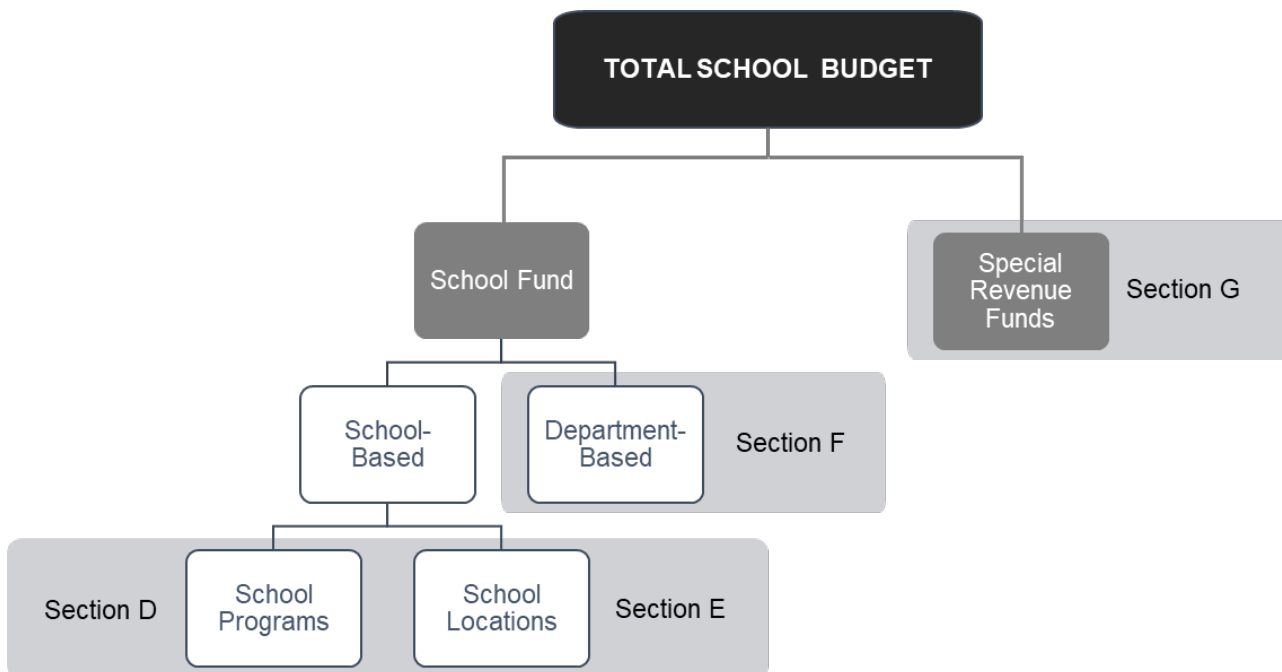 TOTAL SCHOOL BUDGET
School Fund
Special
Revenue
Funds
Section G
School-
Based
Department-
Based
Section F
Section D
School
Programs
School
Locations
Section E